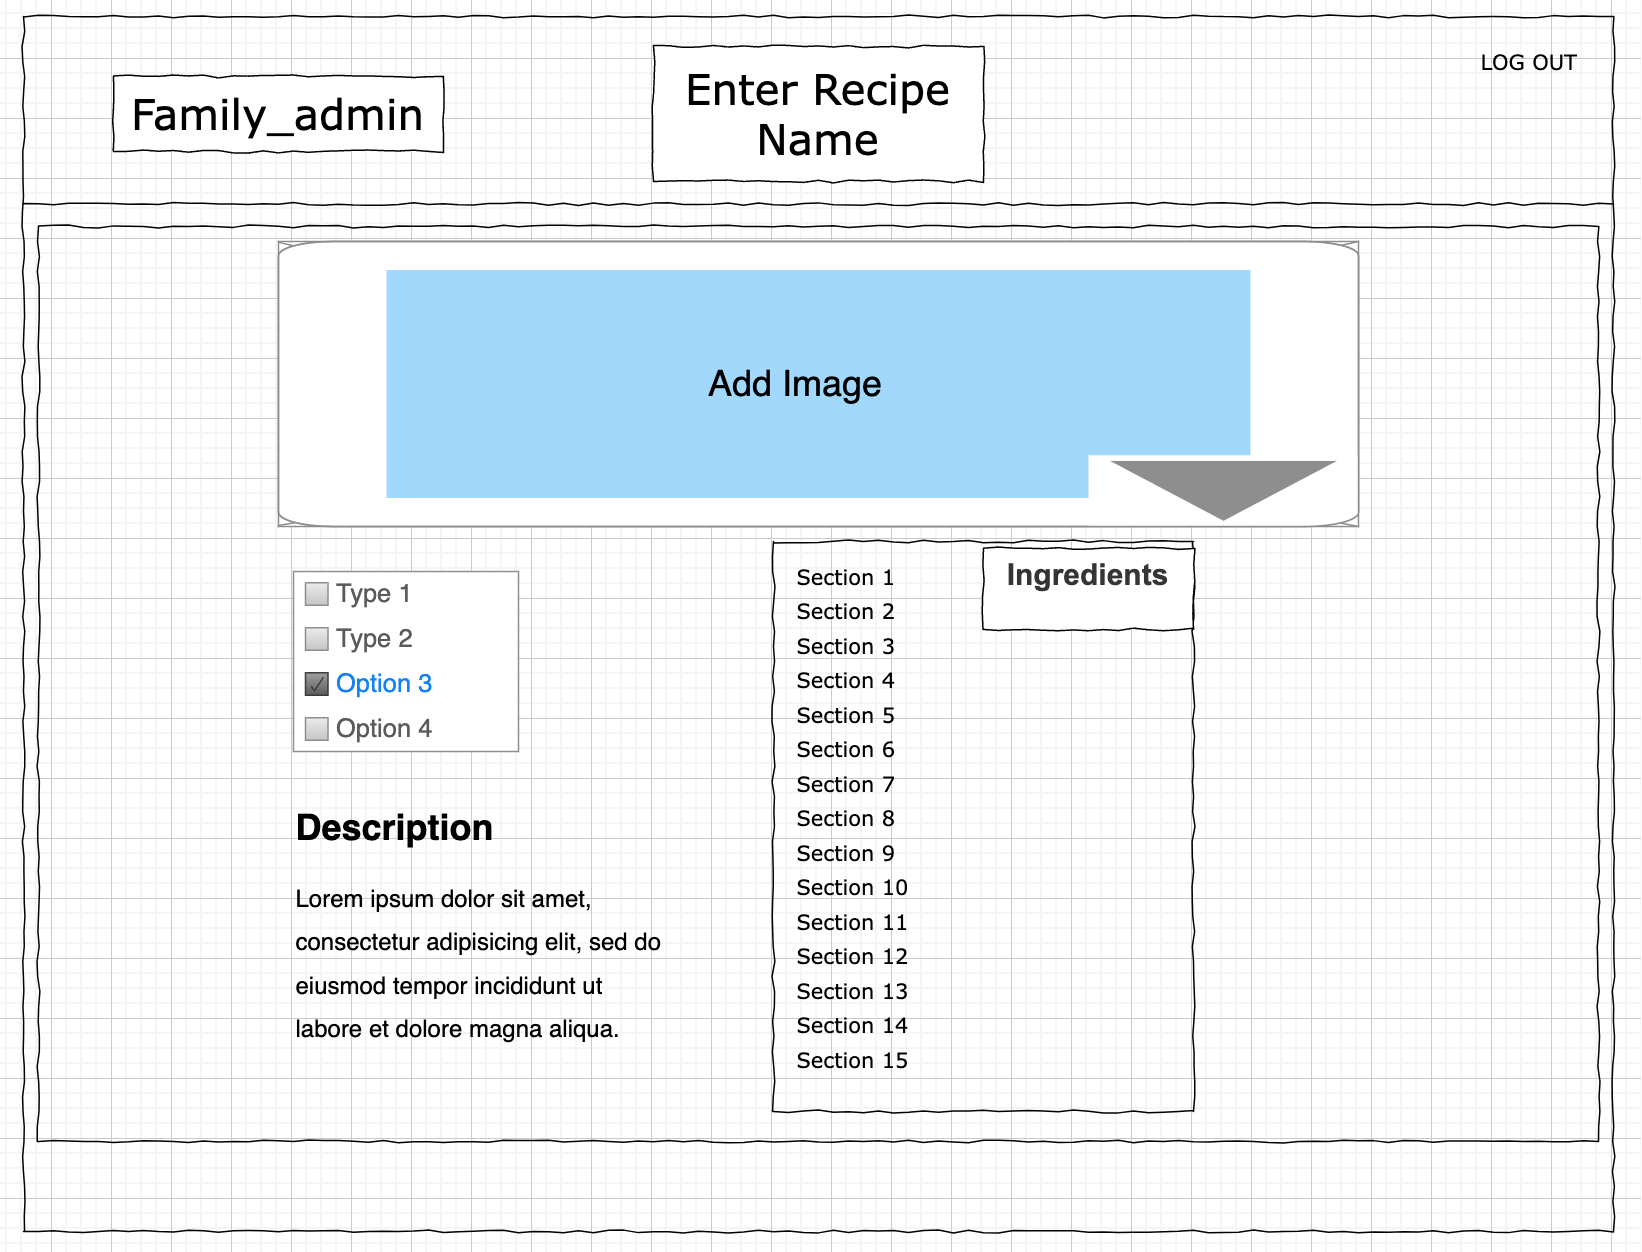 Family_admin
Enter Recipe
Name
LOG OUT
Add Image
Type 1
Type 2
Option 3
Option 4
Description
Lorem ipsum dolor sit amet,
consectetur adipisicing elit, sed do
eiusmod tempor incididunt ut
labore et dolore magna aliqua.
Ingredients
Section 1
Section 2
Section 3
Section 4
Section 5
Section 6
Section 7
Section 8
Section 9
Section 10
Section 11
Section 12
Section 13
Section 14
Section 15